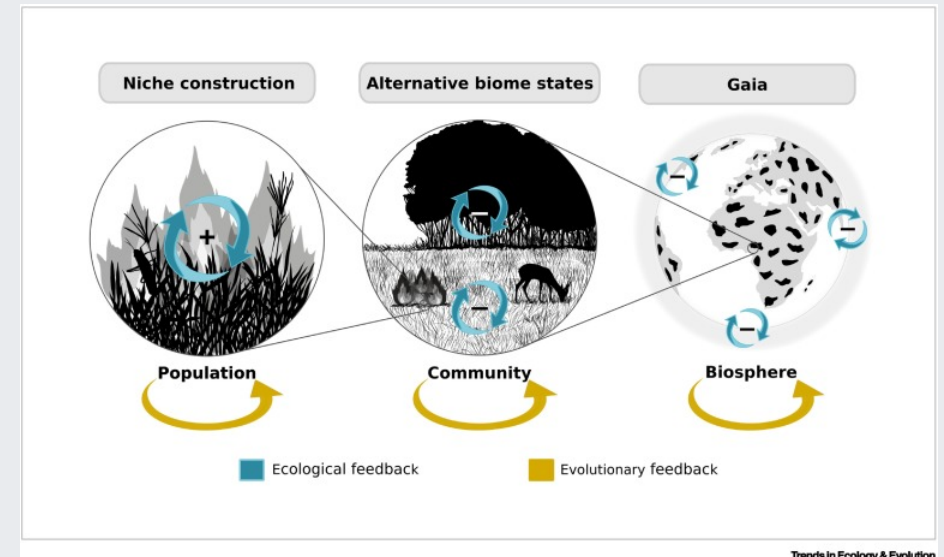 Niche construction
Alternative biome states
Gaia
+
−
−
−
−
−
Population
Community
Biosphere
Ecological feedback
Evolutionary feedback
Trends in Ecology & Evolution